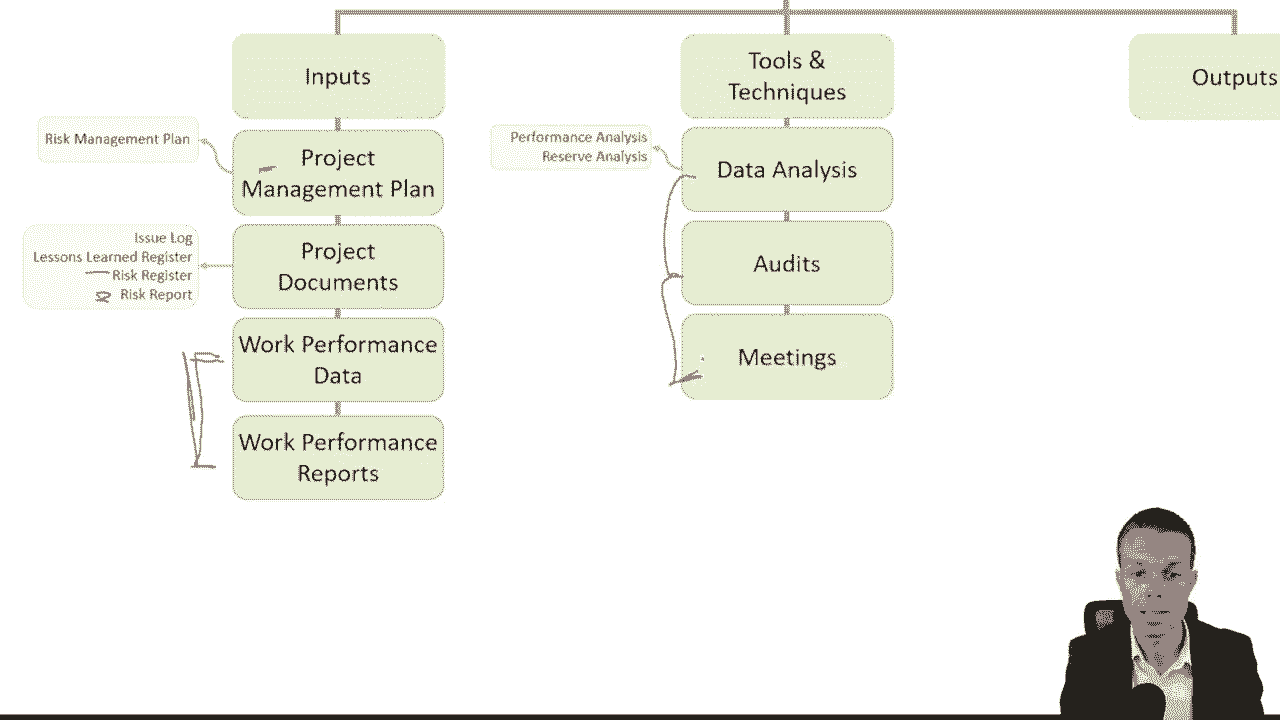 Inputs
Risk Management Plan
Project
Management Plan
Issue Log
Lessons Learned Register
Risk Register
Risk Report
Project
Documents
Work Performance
Data
Work Performance
Reports
Tools &
Techniques
Performance Analysis
Reserve Analysis
Data Analysis
Audits
Meetings
Outputs